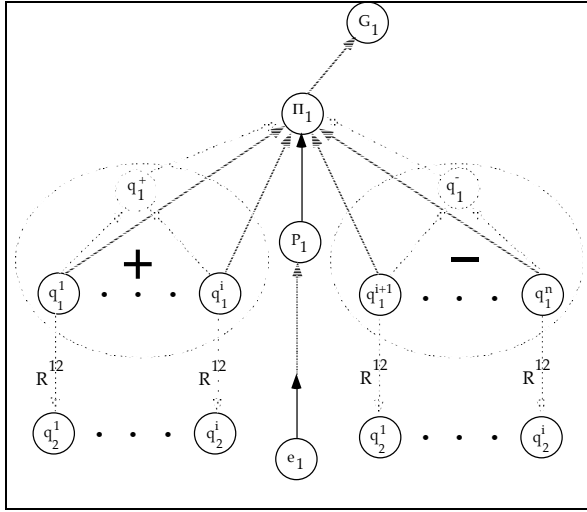 G₁
Π₁
q₁⁺ q₁⁻
P₁
+ −
q₁¹ . . . q₁ⁱ q₁ⁱ⁺¹ . . . q₁ⁿ
R¹² R¹² R¹² R¹²
q₂¹ . . . q₂ⁱ q₂¹ . . . q₂ⁱ
e₁